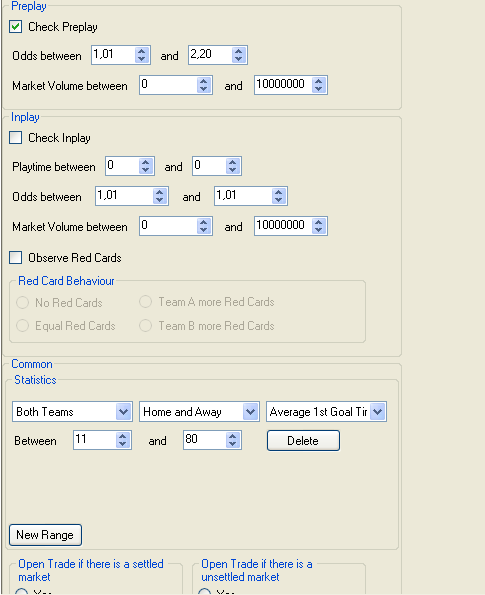 Preplay
Check Preplay
Odds between 1,01 and 2,20
Market Volume between 0 and 10000000
Inplay
Check Inplay
Playtime between 0 and 0
Odds between 1,01 and 1,01
Market Volume between 0 and 10000000
Observe Red Cards
Red Card Behaviour
No Red Cards Team A more Red Cards
Equal Red Cards Team B more Red Cards
Common
Statistics
Both Teams Home and Away Average 1st Goal Tir
Between 11 and 80 Delete
New Range
Open Trade if there is a settled market
Open Trade if there is a unsettled market